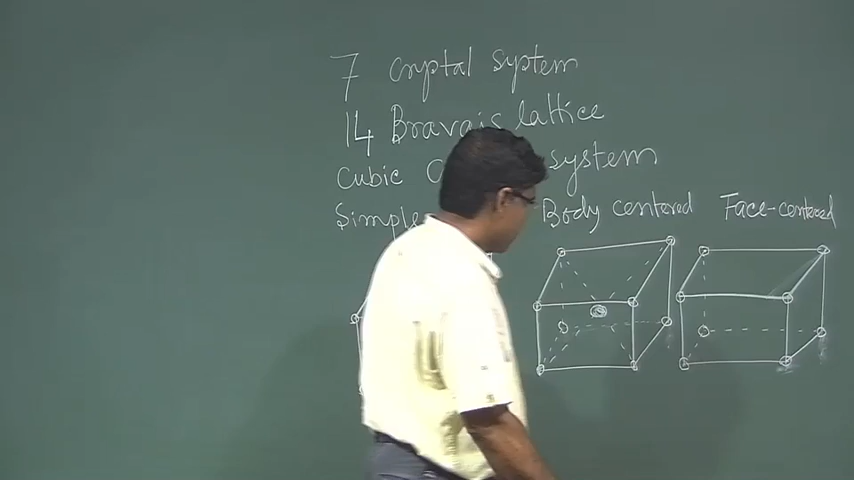 7 crystal system
14 Bravais lattice
cubic system
Simple Body centered Face-centered